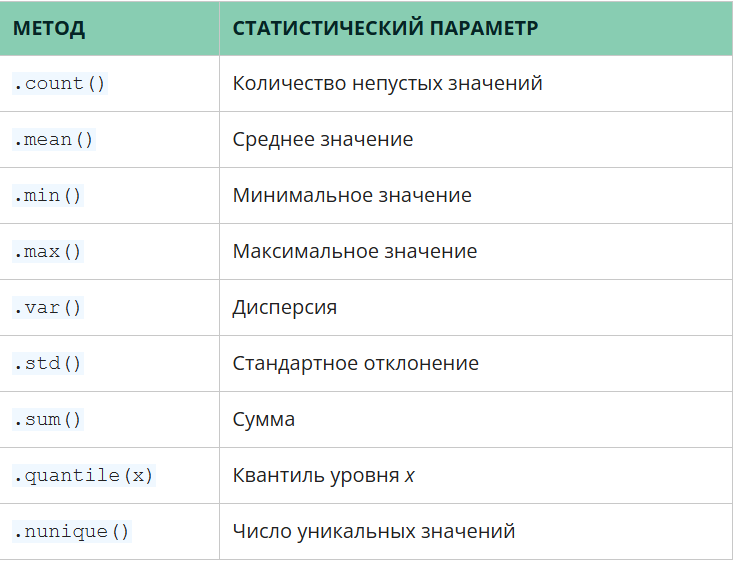 МЕТОД СТАТИСТИЧЕСКИЙ ПАРАМЕТР
.count() Количество непустых значений
.mean() Среднее значение
.min() Минимальное значение
.max() Максимальное значение
.var() Дисперсия
.std() Стандартное отклонение
.sum() Сумма
.quantile(x) Квантиль уровня x
.nunique() Число уникальных значений